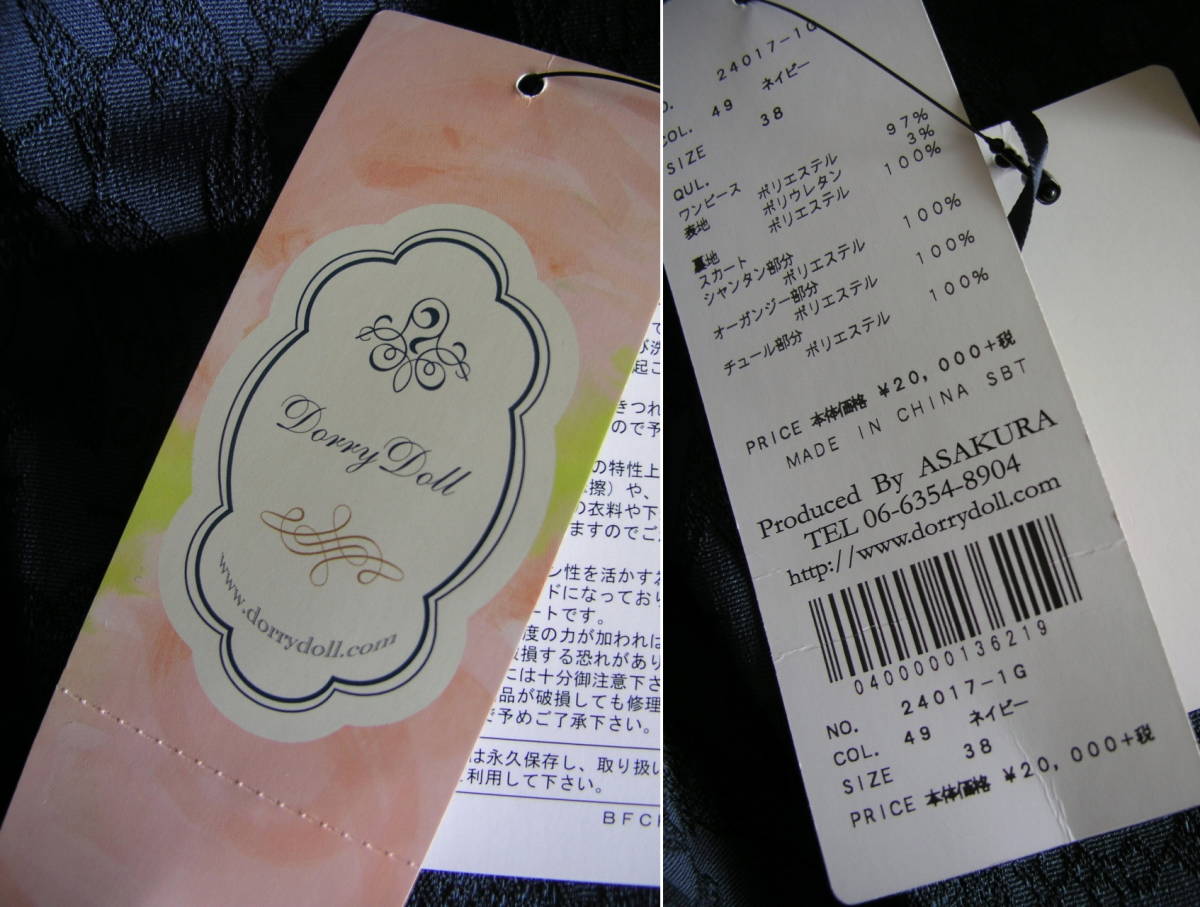 Dorry Doll
www.dorrydoll.com
起こ
きつれ
ので予
の特性上
擦）や、
の衣料や下
ますのでご
ン性を活かすわ
ドになっており
ートです。
度の力が加われは
損する恐れがあり
には十分御注意下さ
品が破損しても修理
予めご了承下さい。
は永久保存し、取り扱い
利用して下さい。
BFC
24017-1G
COL. 49 ネイビー
SIZE 38
QUL.
ワンピース
表地 ポリエステル 97%
ポリウレタン 3%
ポリエステル 100%
裏地
スカート
シャンタン部分
ポリエステル 100%
オーガンジー部分
ポリエステル 100%
チュール部分
ポリエステル 100%
PRICE 本体価格 ¥20,000+税
MADE IN CHINA SBT
Produced By ASAKURA
TEL 06-6354-8904
http://www.dorrydoll.com
040000136219
NO. 24017-1G
COL. 49 ネイビー
SIZE 38
PRICE 本体価格 ¥20,000+税